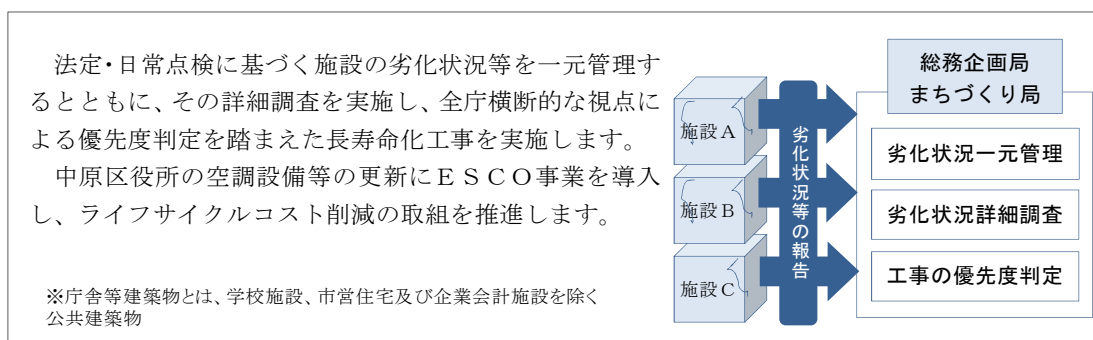 法定・日常点検に基づく施設の劣化状況等を一元管理す
るとともに、その詳細調査を実施し、全庁横断的な視点に
よる優先度判定を踏まえた長寿命化工事を実施します。
中原区役所の空調設備等の更新にＥＳＣＯ事業を導入
し、ライフサイクルコスト削減の取組を推進します。
※庁舎等建築物とは、学校施設、市営住宅及び企業会計施設を除く
公共建築物
施設Ａ
施設Ｂ
施設Ｃ
劣化状況等の報告
総務企画局
まちづくり局
劣化状況一元管理
劣化状況詳細調査
工事の優先度判定